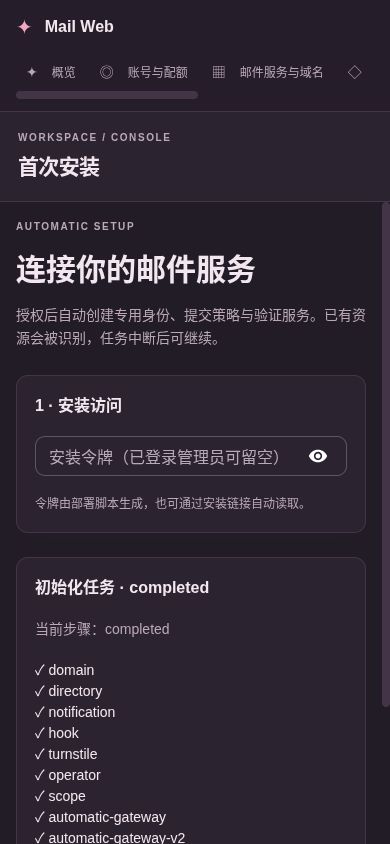 Mail Web
概览 账号与配额 邮件服务与域名
WORKSPACE / CONSOLE
首次安装
AUTOMATIC SETUP
连接你的邮件服务
授权后自动创建专用身份、提交策略与验证服务。已有资
源会被识别，任务中断后可继续。
1 · 安装访问
安装令牌（已登录管理员可留空）
令牌由部署脚本生成，也可通过安装链接自动读取。
初始化任务 · completed
当前步骤：completed
✓ domain
✓ directory
✓ notification
✓ hook
✓ turnstile
✓ operator
✓ scope
✓ automatic-gateway
✓ automatic-gateway-v2